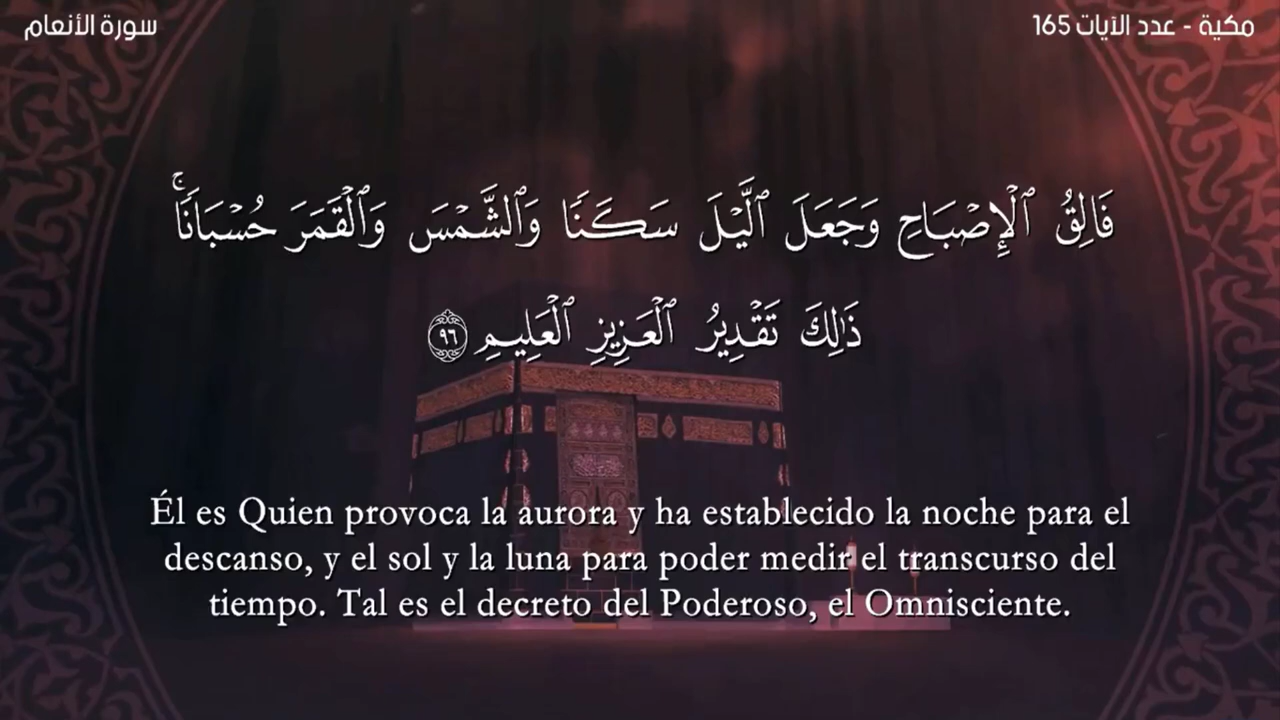 سورة الأنعام
مكية - عدد الآيات 165
فَالِقُ ٱلْإِصْبَاحِ وَجَعَلَ ٱلَّيْلَ سَكَنًا وَٱلشَّمْسَ وَٱلْقَمَرَ حُسْبَانًا ۚ
ذَٰلِكَ تَقْدِيرُ ٱلْعَزِيزِ ٱلْعَلِيمِ ٩٦
Él es Quien provoca la aurora y ha establecido la noche para el
descanso, y el sol y la luna para poder medir el transcurso del
tiempo. Tal es el decreto del Poderoso, el Omnisciente.